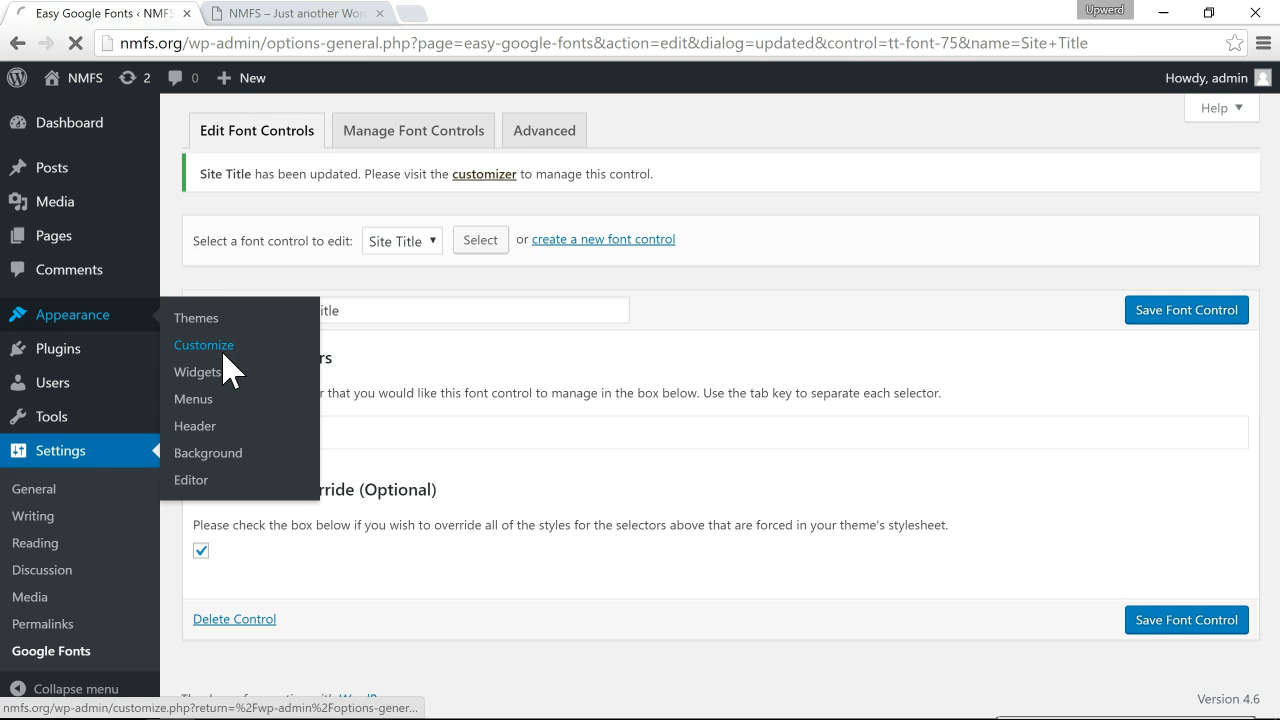 Easy Google Fonts ‹ NMFS
NMFS – Just another Wor
Upwerd
nmfs.org/wp-admin/options-general.php?page=easy-google-fonts&action=edit&dialog=updated&control=tt-font-75&name=Site+Title
NMFS
2
0
New
Howdy, admin
Help
Dashboard
Posts
Media
Pages
Comments
Appearance
Plugins
Users
Tools
Settings
General
Writing
Reading
Discussion
Media
Permalinks
Google Fonts
Collapse menu
Themes
Customize
Widgets
Menus
Header
Background
Editor
Edit Font Controls
Manage Font Controls
Advanced
Site Title has been updated. Please visit the customizer to manage this control.
Select a font control to edit:
Site Title
Select
or create a new font control
itle
Save Font Control
rs
r that you would like this font control to manage in the box below. Use the tab key to separate each selector.
rride (Optional)
Please check the box below if you wish to override all of the styles for the selectors above that are forced in your theme's stylesheet.
Delete Control
Save Font Control
Version 4.6
nmfs.org/wp-admin/customize.php?return=%2Fwp-admin%2Foptions-gener...